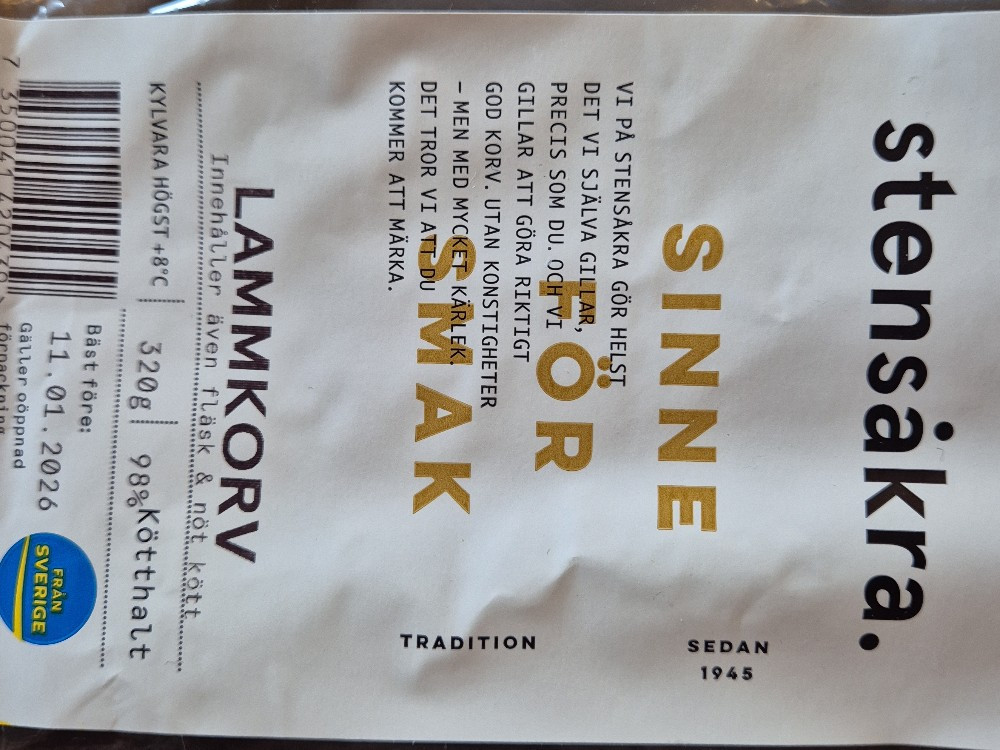 stensåkra.
SEDAN
1945
SINNE
FÖR
SMAK
TRADITION
VI PÅ STENSÅKRA GÖR HELST
DET VI SJÄLVA GILLAR,
PRECIS SOM DU. OCH VI
GILLAR ATT GÖRA RIKTIGT
GOD KORV. UTAN KONSTIGHETER
– MEN MED MYCKET KÄRLEK.
DET TROR VI ATT DU
KOMMER ATT MÄRKA.
LAMMKORV
Innehåller även fläsk & nöt kött
KYLVARA HÖGST +8°C
320g
98%Kötthalt
Bäst före:
11.01.2026
Gäller oöppnad
förpackning
FRÅN
SVERIGE